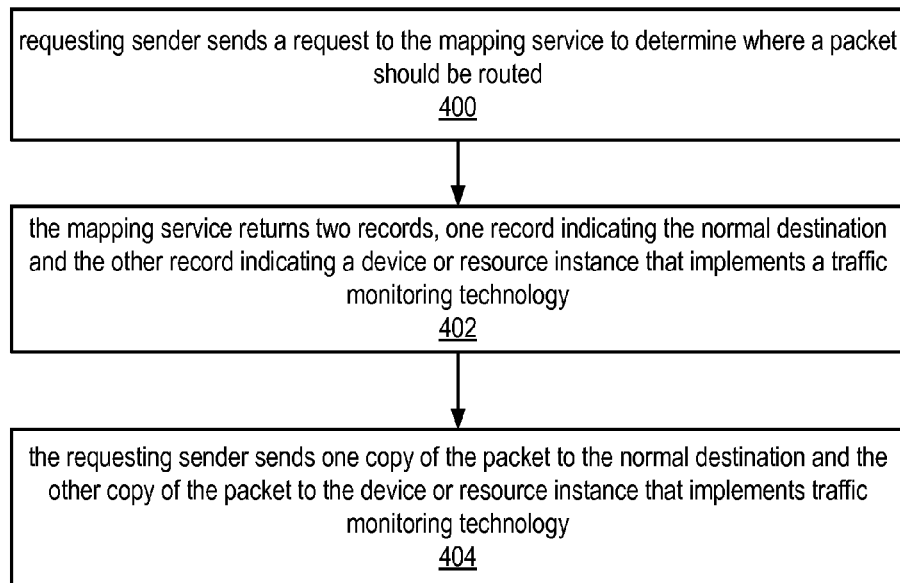 requesting sender sends a request to the mapping service to determine where a packet
should be routed
400
the mapping service returns two records, one record indicating the normal destination
and the other record indicating a device or resource instance that implements a traffic
monitoring technology
402
the requesting sender sends one copy of the packet to the normal destination and the
other copy of the packet to the device or resource instance that implements traffic
monitoring technology
404